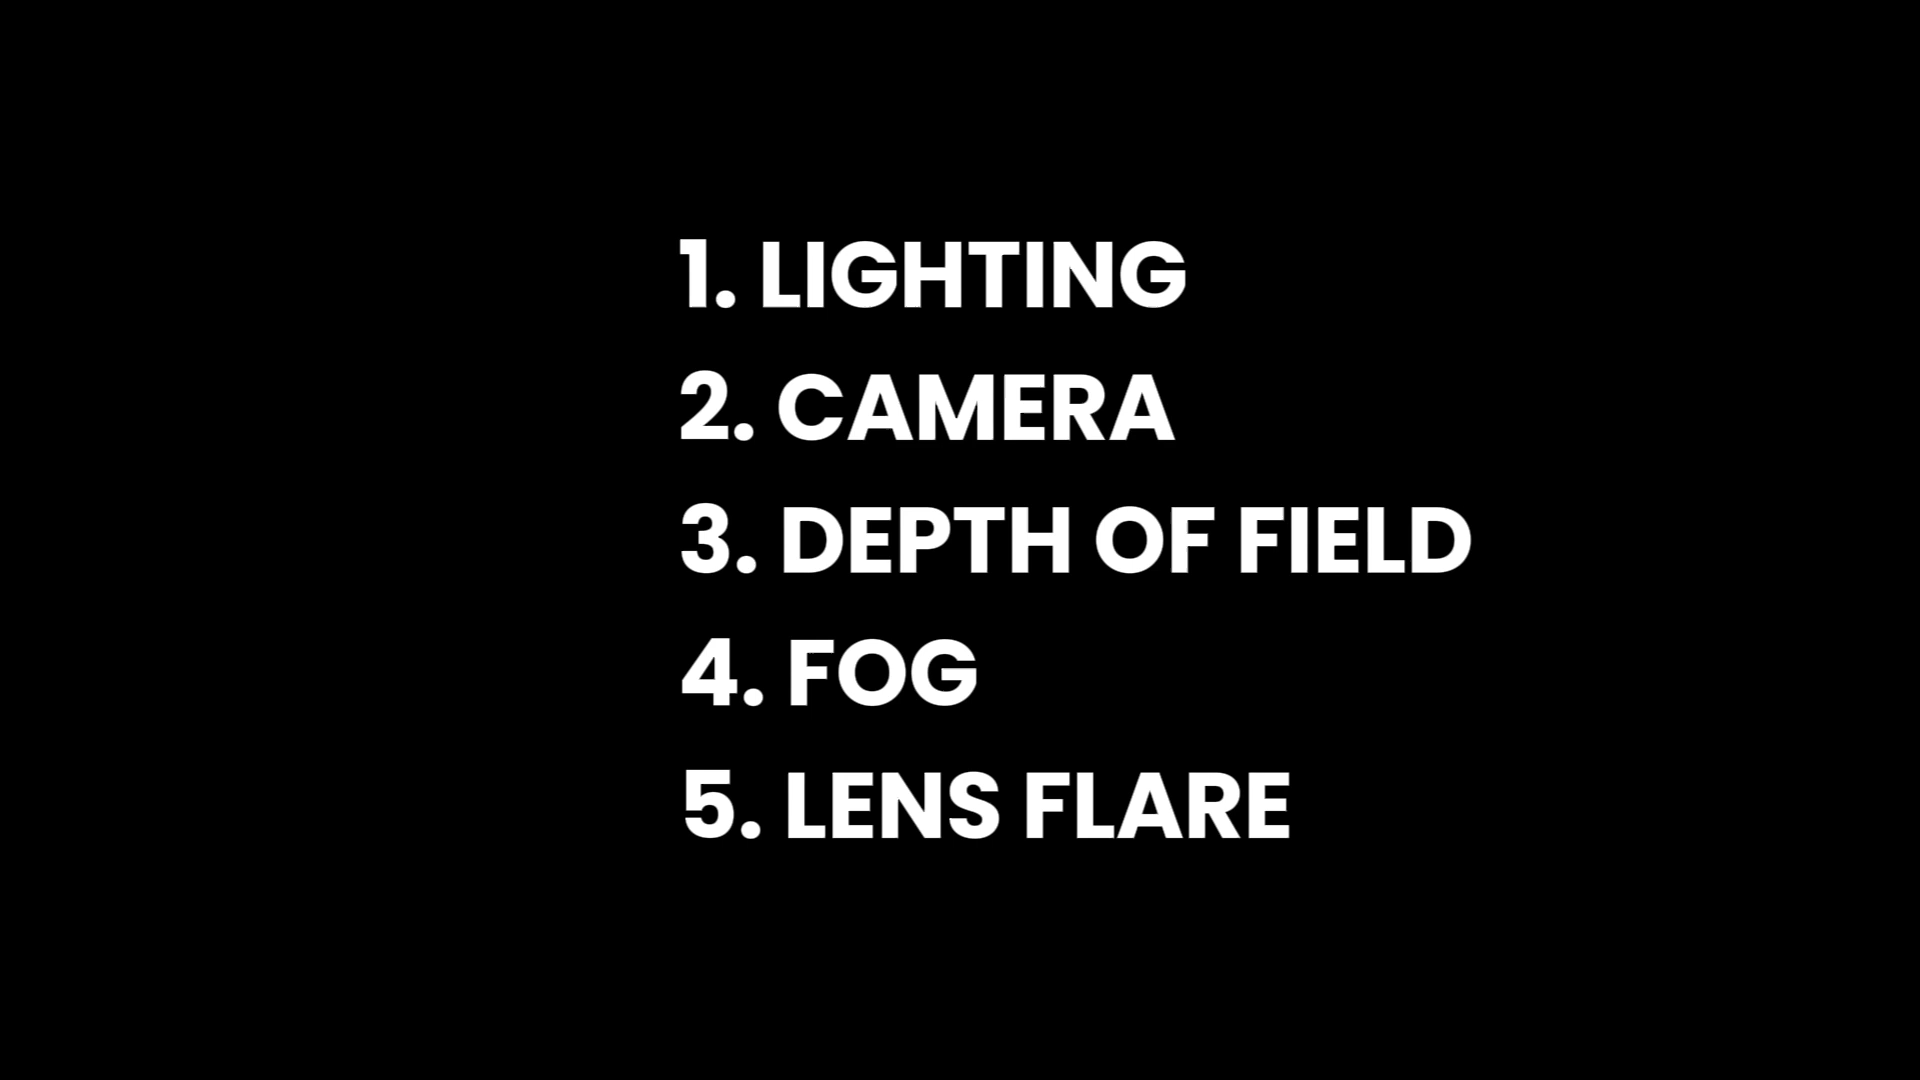 1. LIGHTING
2. CAMERA
3. DEPTH OF FIELD
4. FOG
5. LENS FLARE